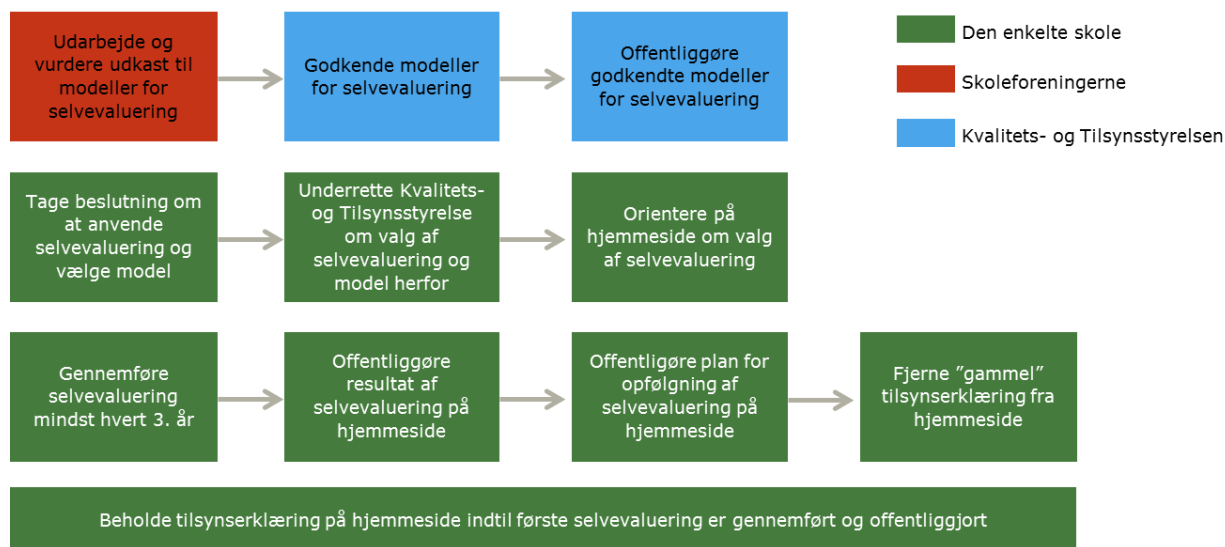 Udarbejde og
vurdere udkast til
modeller for
selvevaluering
Godkende modeller
for selvevaluering
Offentliggøre
godkendte modeller
for selvevaluering
Den enkelte skole
Skoleforeningerne
Kvalitets- og Tilsynsstyrelsen
Tage beslutning om
at anvende
selvevaluering og
vælge model
Underrette Kvalitets-
og Tilsynsstyrelse
om valg af
selvevaluering og
model herfor
Orientere på
hjemmeside om valg
af selvevaluering
Gennemføre
selvevaluering
mindst hvert 3. år
Offentliggøre
resultat af
selvevaluering på
hjemmeside
Offentligøre plan for
opfølgning af
selvevaluering på
hjemmeside
Fjerne ”gammel”
tilsynserklæring fra
hjemmeside
Beholde tilsynserklæring på hjemmeside indtil første selvevaluering er gennemført og offentliggjort